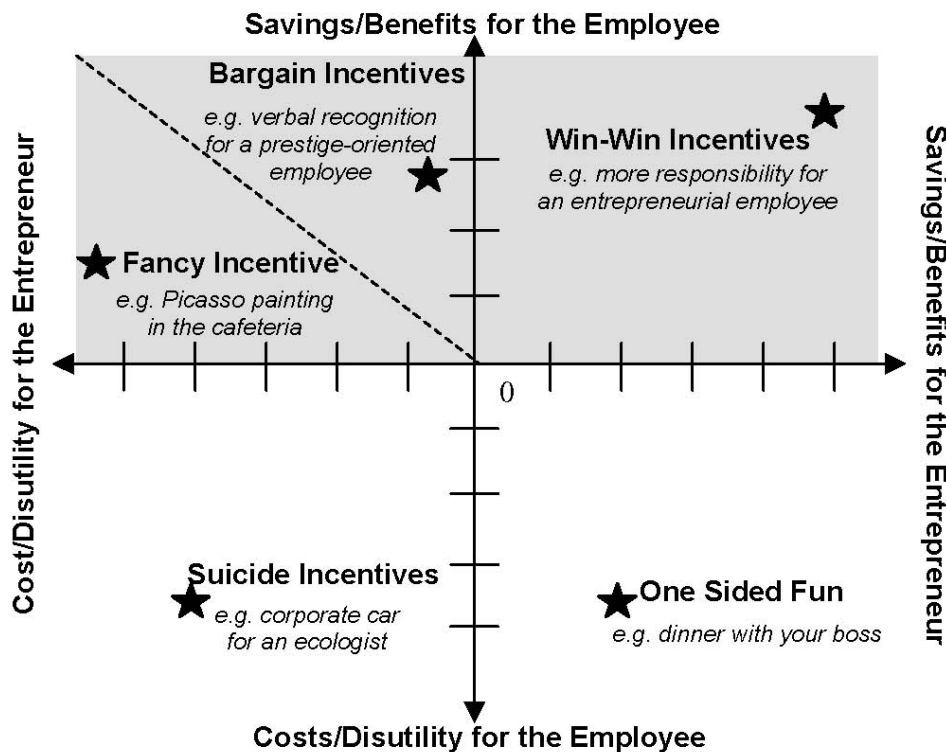 Savings/Benefits for the Employee
Bargain Incentives
e.g. verbal recognition
for a prestige-oriented
employee
Win-Win Incentives
e.g. more responsibility for
an entrepreneurial employee
Fancy Incentive
e.g. Picasso painting
in the cafeteria
Cost/Disutility for the Entrepreneur
Savings/Benefits for the Entrepreneur
0
Suicide Incentives
e.g. corporate car
for an ecologist
One Sided Fun
e.g. dinner with your boss
Costs/Disutility for the Employee